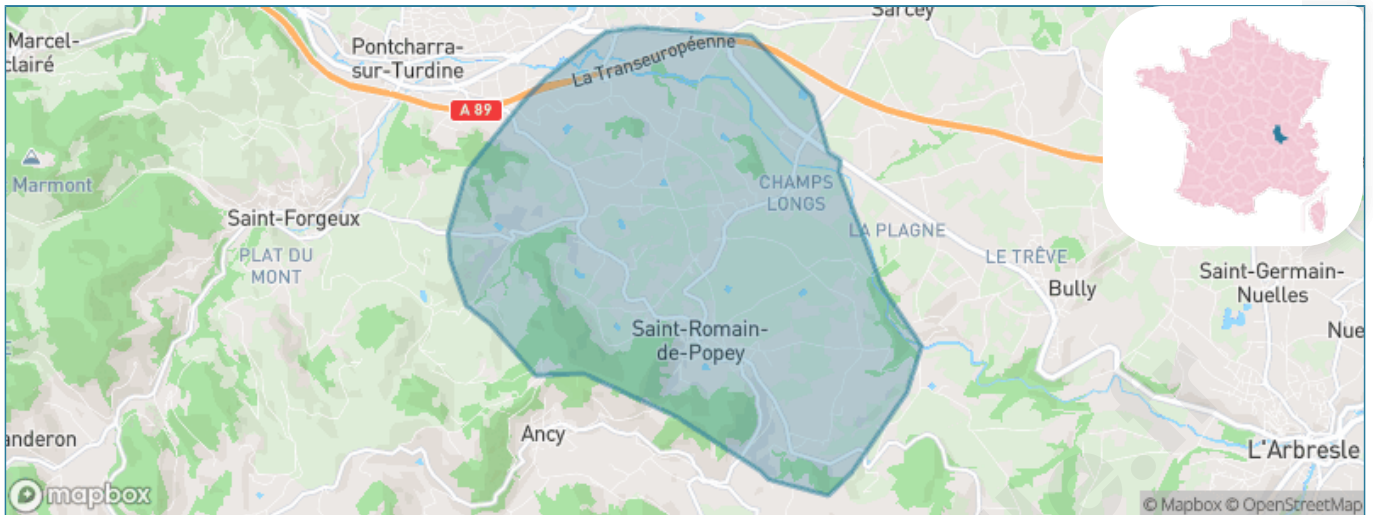 Sarcey
Marcel-
clairé
Pontcharra-
sur-Turdine
La Transeuropéenne
A 89
Marmont
CHAMPS
LONGS
Saint-Forgeux
LA PLAGNE
PLAT DU
MONT
LE TRÊVE
Saint-Germain-
Nuelles
Bully
Saint-Romain-
de-Popey
Nue
Ancy
anderon
L'Arbresle
mapbox
© Mapbox © OpenStreetMap